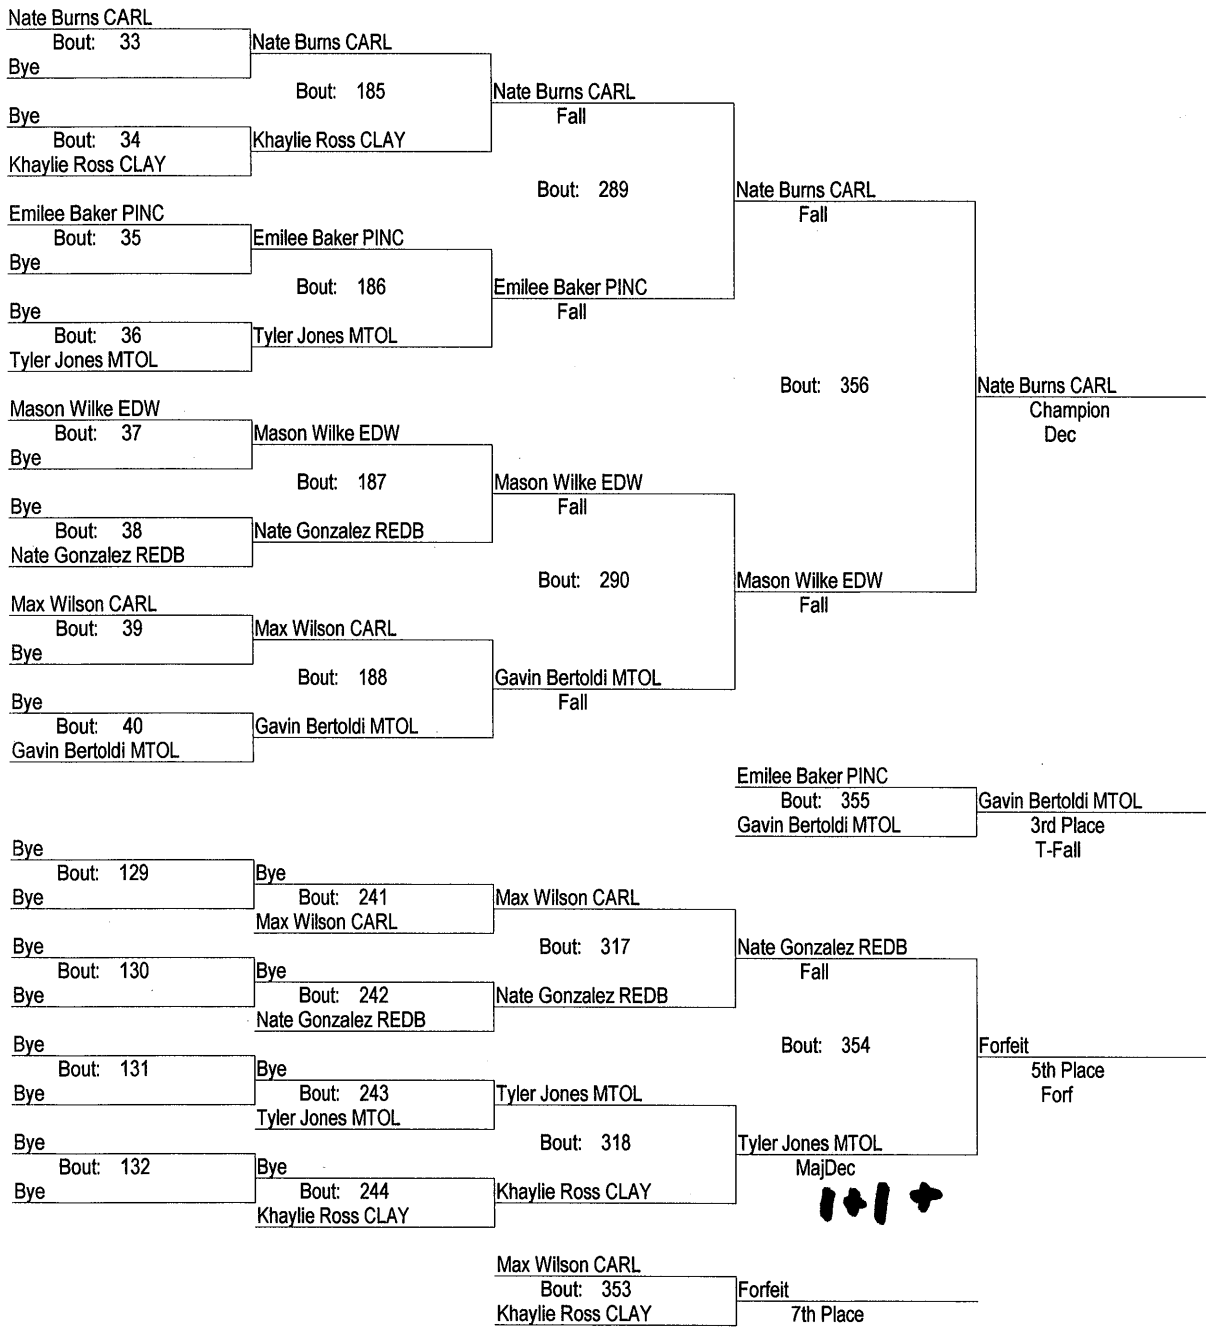 Nate Burns CARL
Bout: 33
Nate Burns CARL
Bye
Bout: 185
Nate Burns CARL
Fall
Bye
Bout: 34
Khaylie Ross CLAY
Khaylie Ross CLAY
Bout: 289
Nate Burns CARL
Fall
Emilee Baker PINC
Bout: 35
Emilee Baker PINC
Bye
Bout: 186
Emilee Baker PINC
Fall
Bye
Bout: 36
Tyler Jones MTOL
Tyler Jones MTOL
Bout: 356
Nate Burns CARL
Champion
Dec
Mason Wilke EDW
Bout: 37
Mason Wilke EDW
Bye
Bout: 187
Mason Wilke EDW
Fall
Bye
Bout: 38
Nate Gonzalez REDB
Nate Gonzalez REDB
Bout: 290
Mason Wilke EDW
Fall
Max Wilson CARL
Bout: 39
Max Wilson CARL
Bye
Bout: 188
Gavin Bertoldi MTOL
Fall
Bye
Bout: 40
Gavin Bertoldi MTOL
Gavin Bertoldi MTOL
Emilee Baker PINC
Bout: 355
Gavin Bertoldi MTOL
Gavin Bertoldi MTOL
3rd Place
T-Fall
Bye
Bout: 129
Bye
Bye
Bout: 241
Max Wilson CARL
Max Wilson CARL
Bout: 317
Nate Gonzalez REDB
Fall
Bye
Bout: 130
Bye
Bye
Bout: 242
Nate Gonzalez REDB
Nate Gonzalez REDB
Bout: 354
Forfeit
5th Place
Forf
Bye
Bout: 131
Bye
Bye
Bout: 243
Tyler Jones MTOL
Tyler Jones MTOL
Bout: 318
Tyler Jones MTOL
MajDec
Bye
Bout: 132
Bye
Bye
Bout: 244
Khaylie Ross CLAY
Khaylie Ross CLAY
1+1+
Max Wilson CARL
Bout: 353
Forfeit
Khaylie Ross CLAY
7th Place